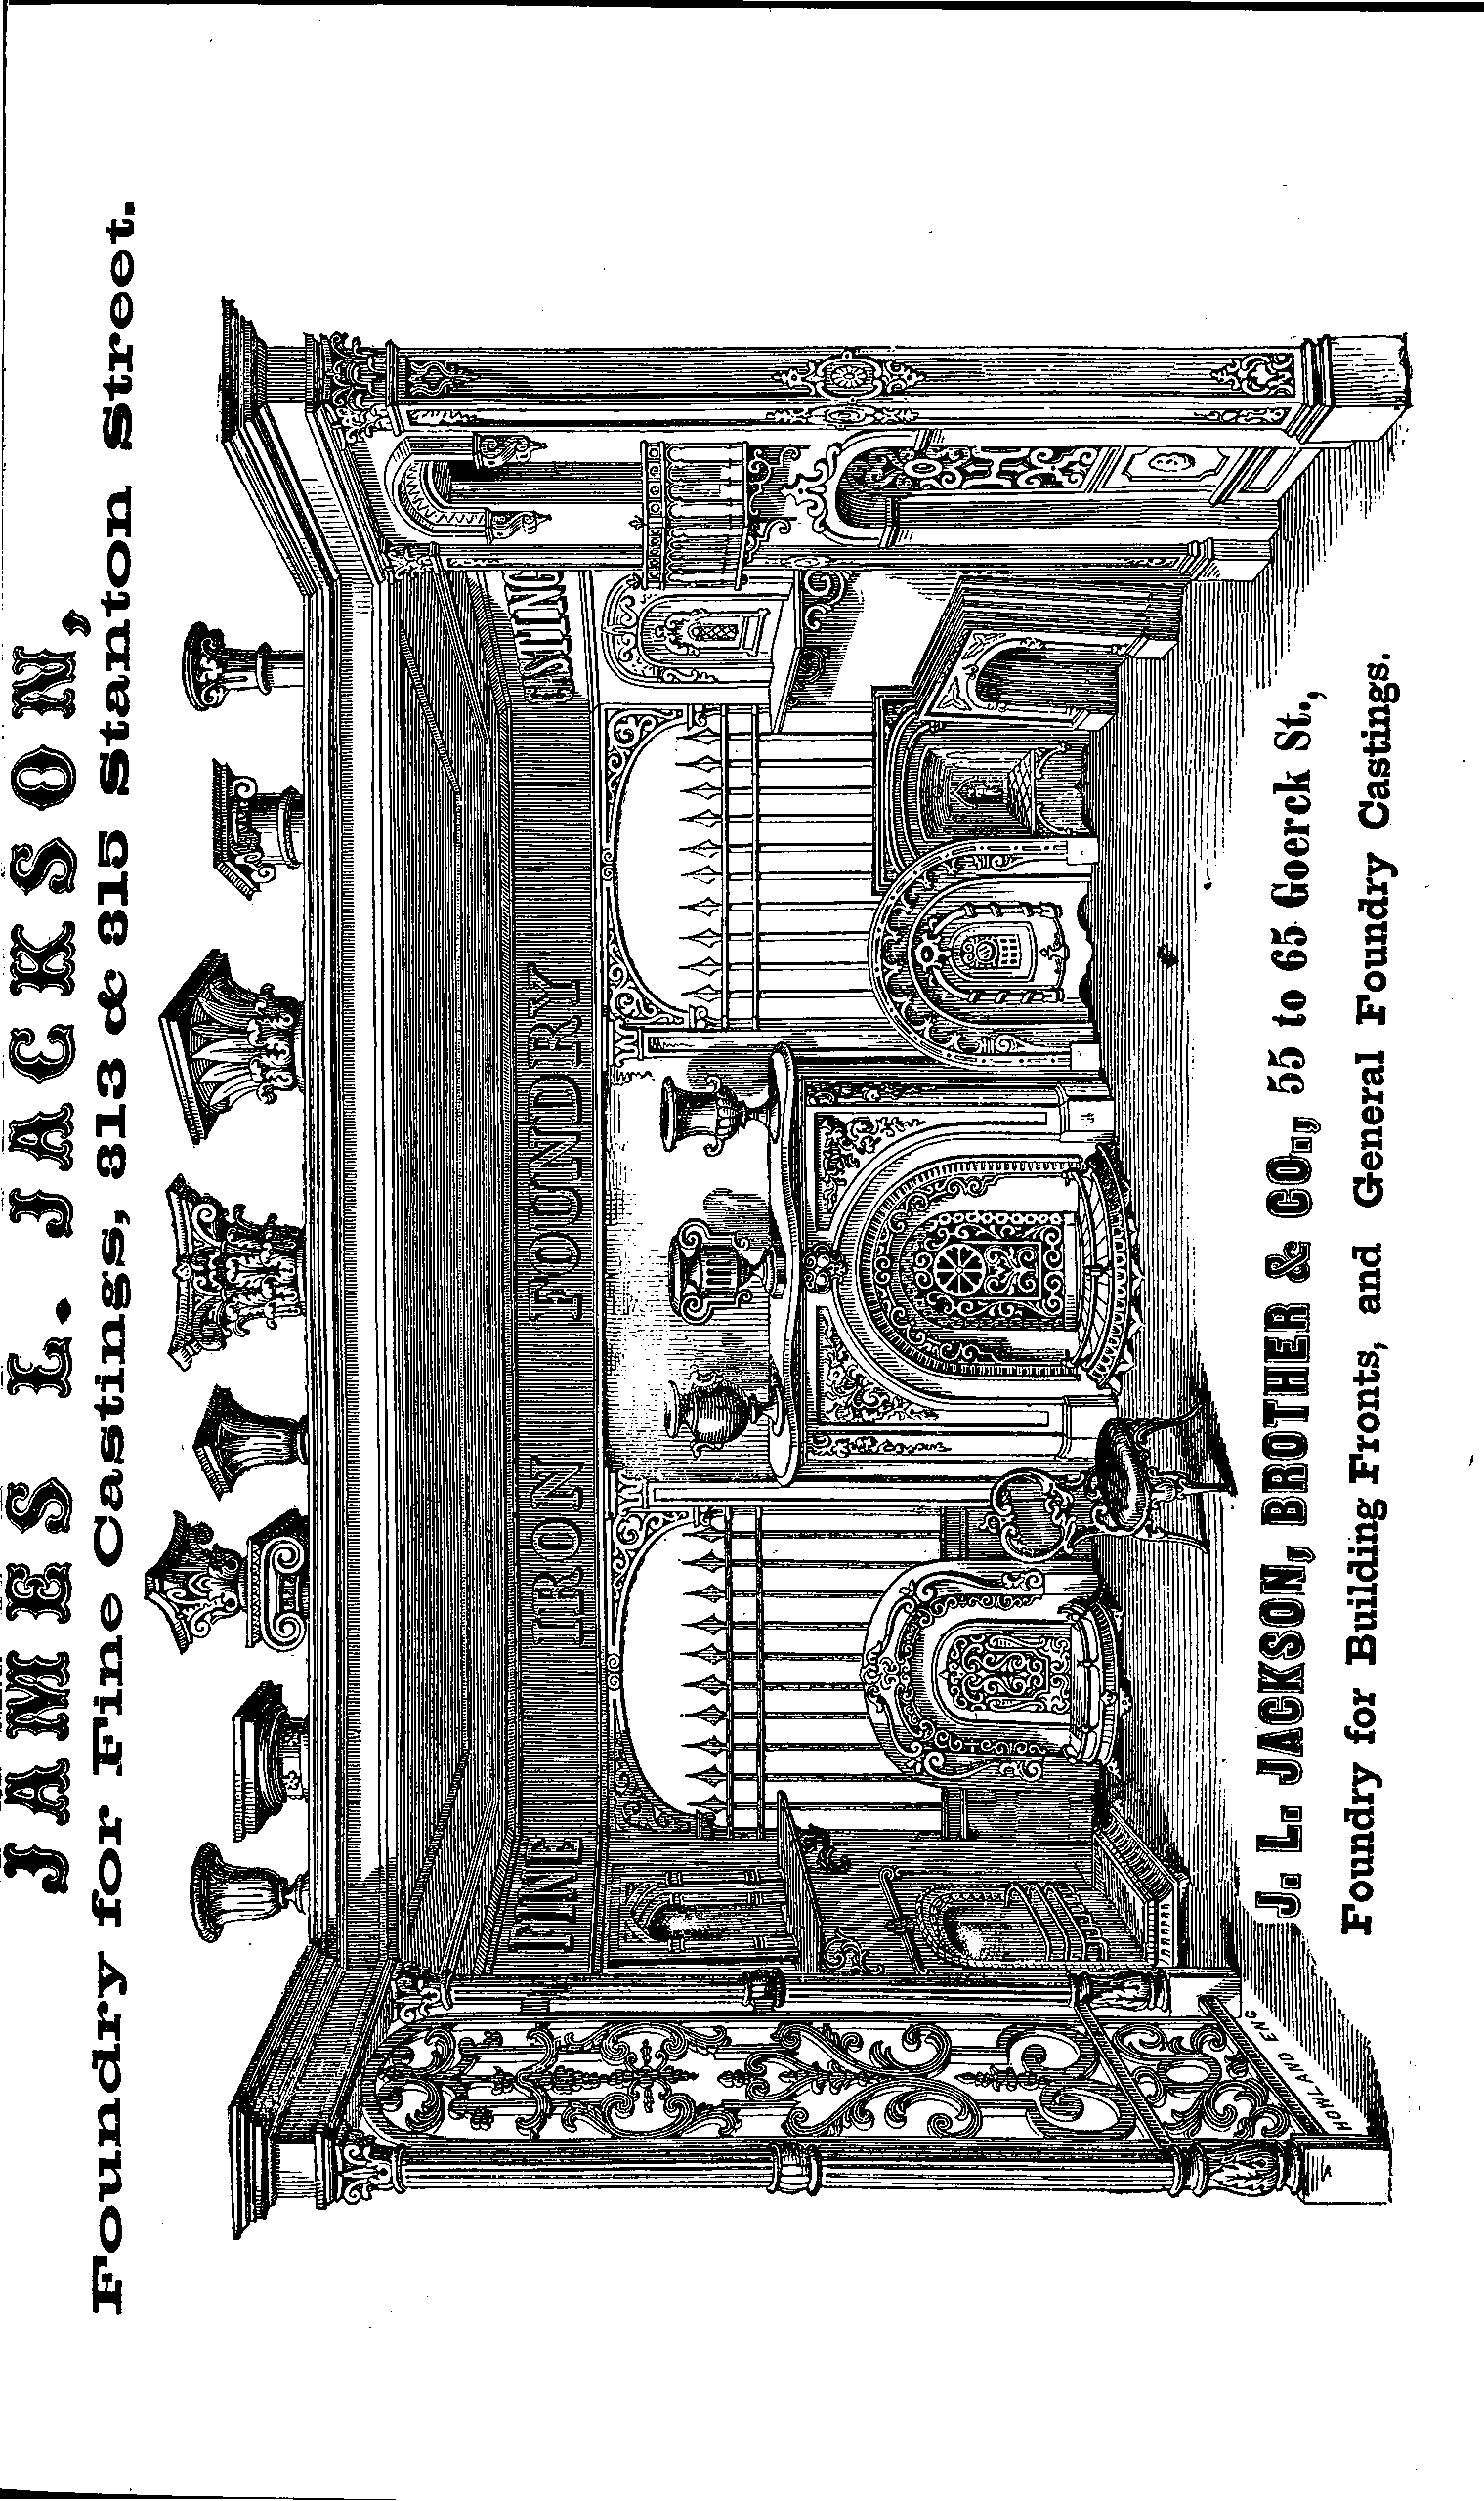 JAMES L. JACKSON,
Foundry for Fine Castings, 313 & 315 Stanton Street.
FINE IRON FOUNDRY CASTING
HOWLAND ENG
J. L. JACKSON, BROTHER & CO., 55 to 65 Goerck St.,
Foundry for Building Fronts, and General Foundry Castings.